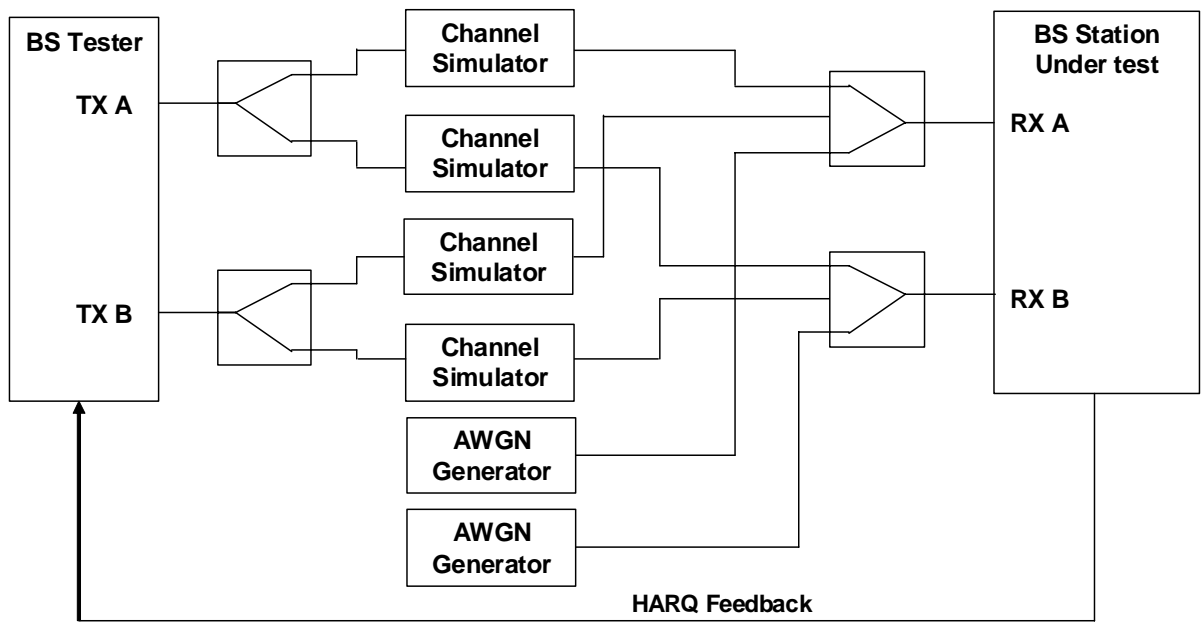 BS Tester
TX A
TX B
Channel
Simulator
Channel
Simulator
Channel
Simulator
Channel
Simulator
AWGN
Generator
AWGN
Generator
BS Station
Under test
RX A
RX B
HARQ Feedback